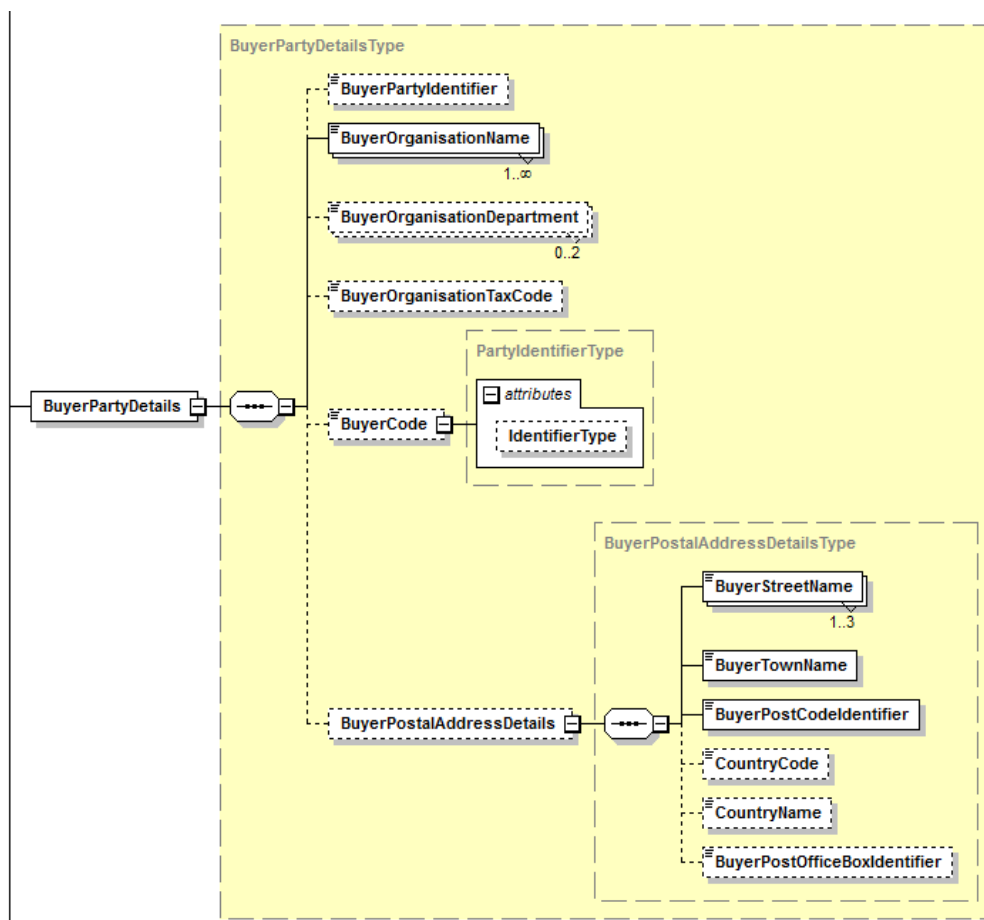 BuyerPartyDetailsType
BuyerPartyIdentifier
BuyerOrganisationName
1..∞
BuyerOrganisationDepartment
0..2
BuyerOrganisationTaxCode
PartyIdentifierType
attributes
BuyerPartyDetails
BuyerCode
IdentifierType
BuyerPostalAddressDetailsType
BuyerStreetName
1..3
BuyerTownName
BuyerPostalAddressDetails
BuyerPostCodeIdentifier
CountryCode
CountryName
BuyerPostOfficeBoxIdentifier